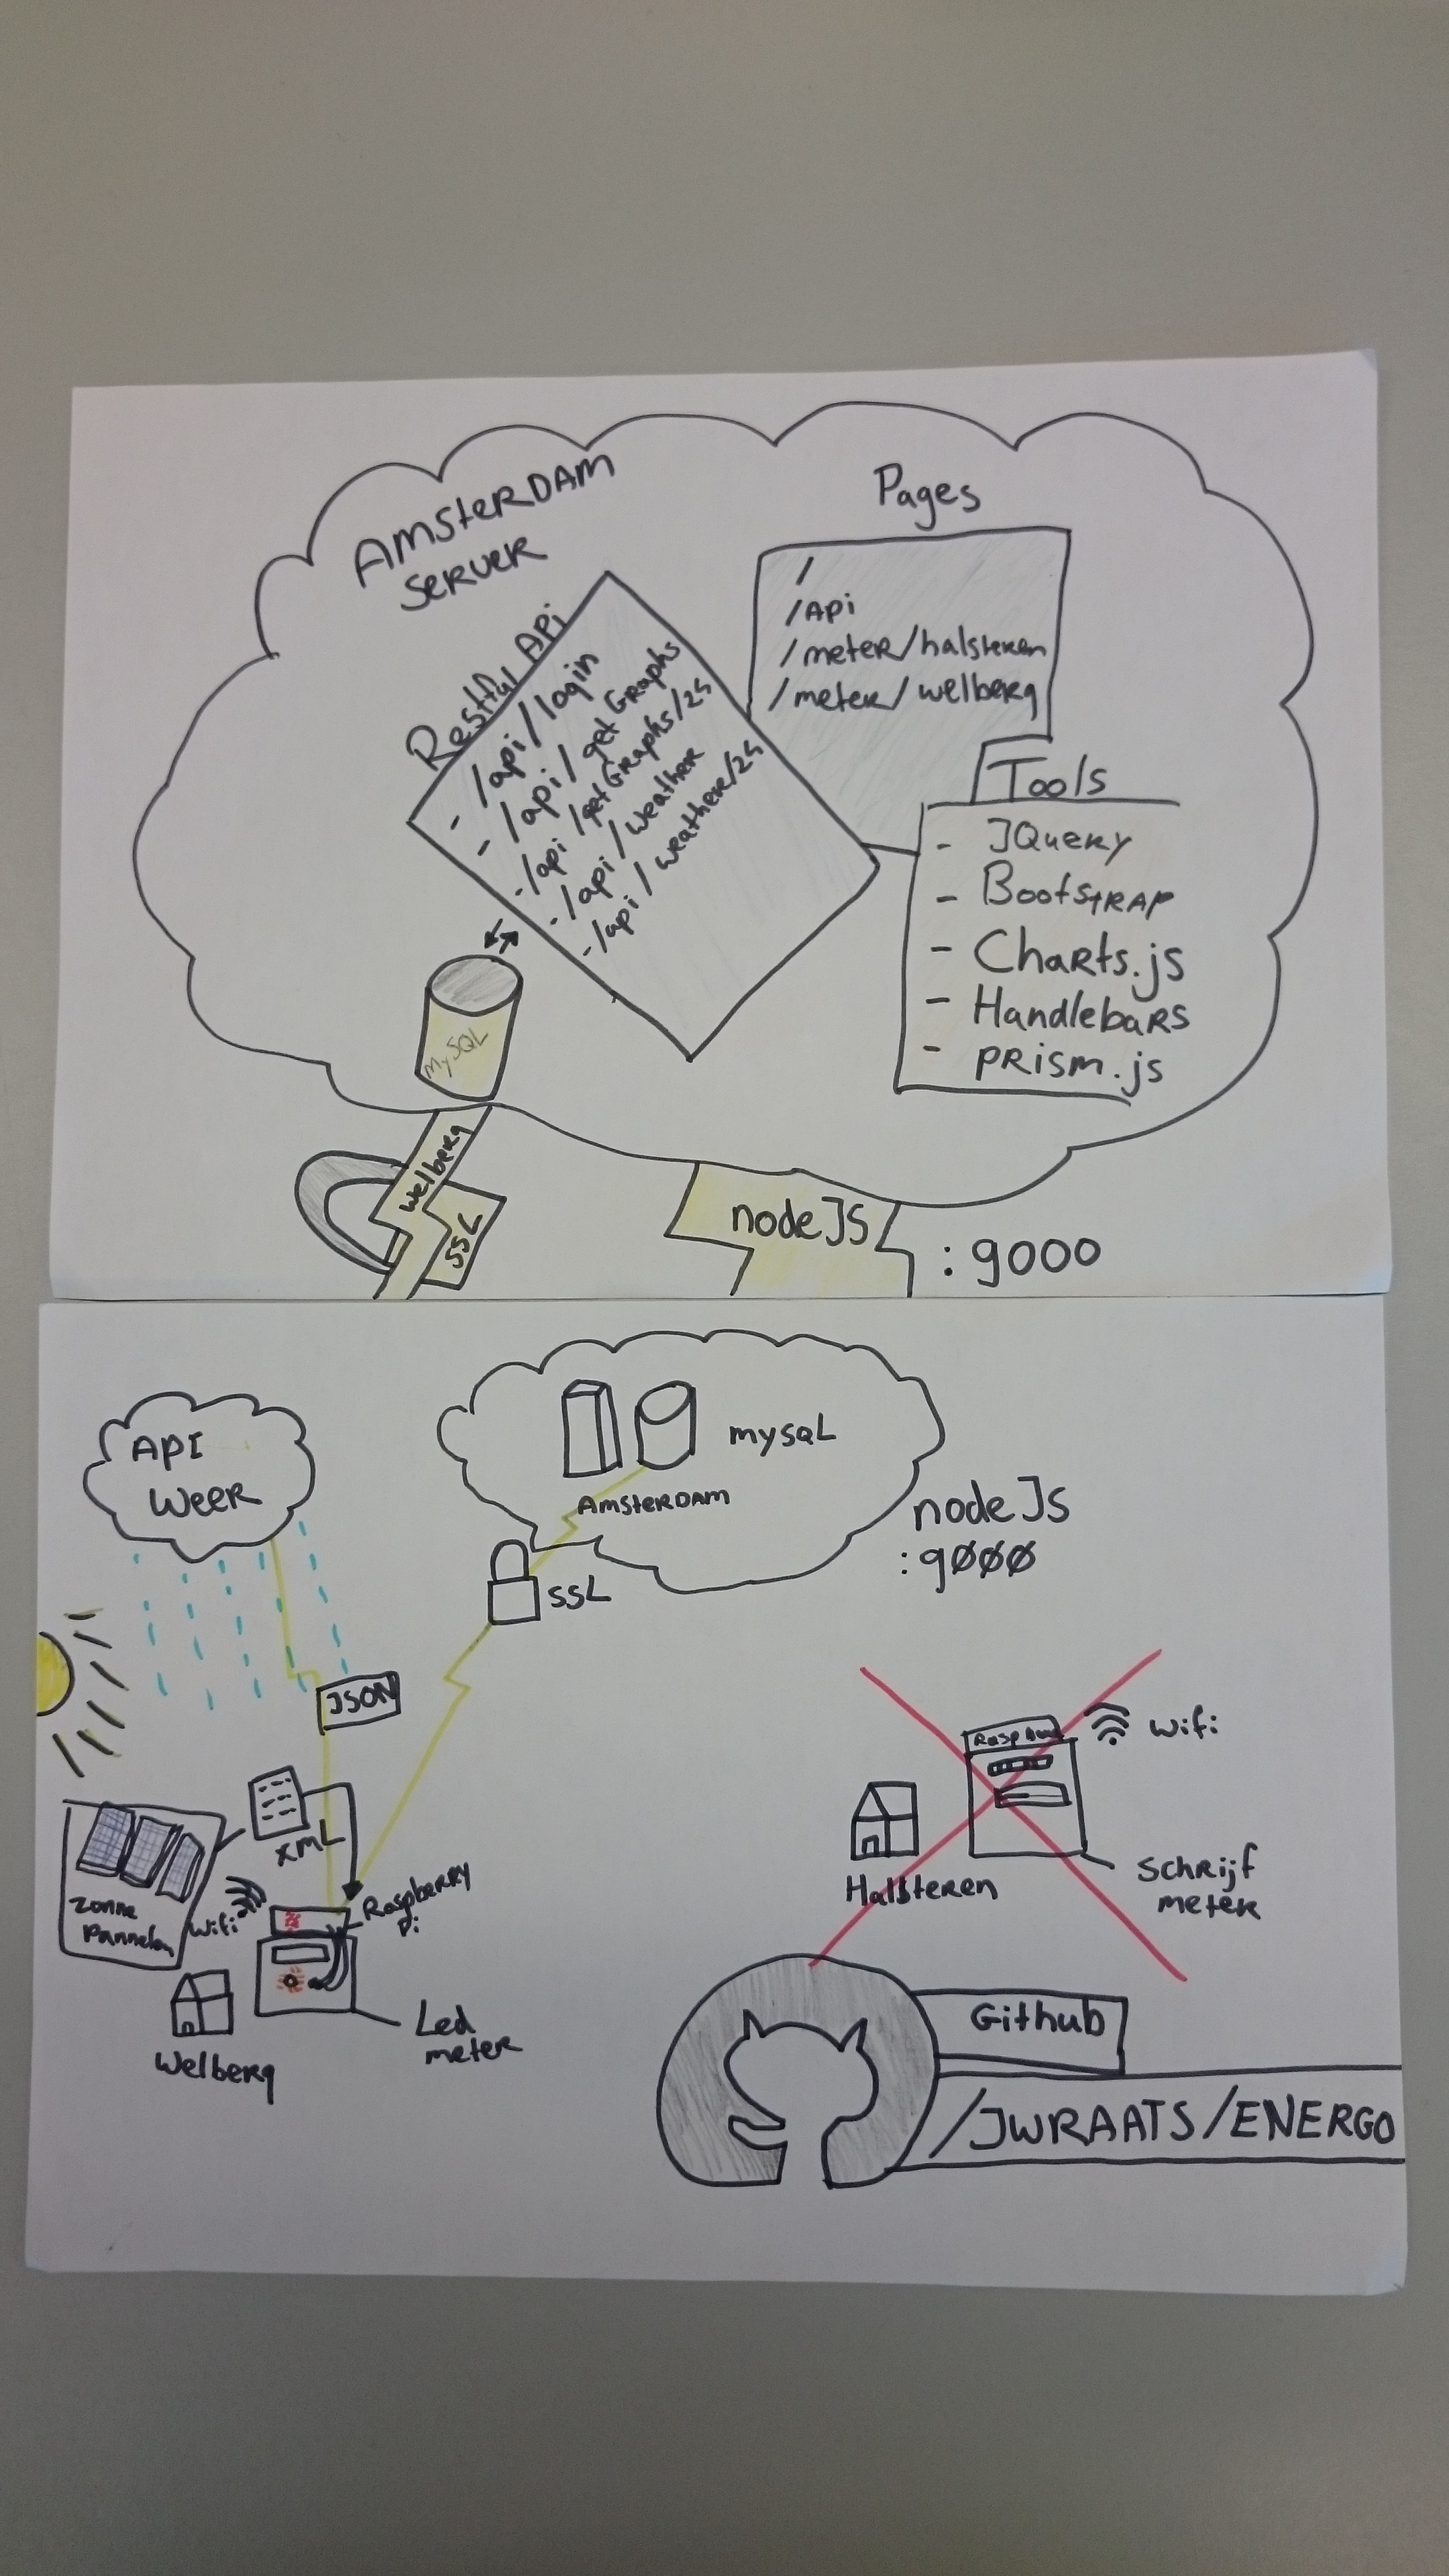 AMSTERDAM
SERVER
Pages
/
/API
/meter/halsteren
/meter/welberg
Restful API
- /api/login
- /api/getGraphs
- /api/getGraphs/24
- /api/weather
- /api/weather/24
Tools
- JQuery
- Bootstrap
- Charts.js
- Handlebars
- prism.js
MySQL
Welberg
SSL
nodeJS
:9000
API
Weer
mysql
AMSTERDAM
nodeJs
:9000
SSL
JSON
XML
Zonne
Pannelen
Wifi
Raspberry
Pi
Led
meter
Welberg
Wifi
Halsteren
Schrijf
meter
Github
/JWRAATS/ENERGO